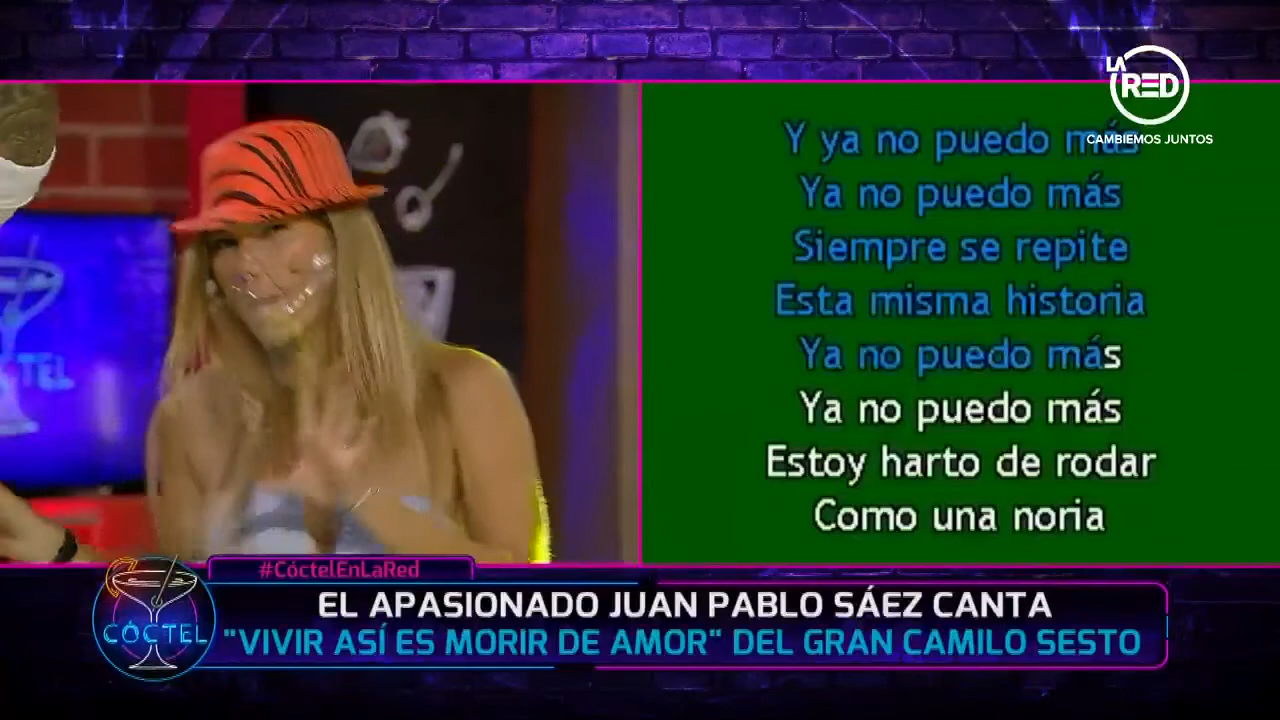 LA
RED
CAMBIEMOS JUNTOS
Y ya no puedo más
Ya no puedo más
Siempre se repite
Esta misma historia
Ya no puedo más
Ya no puedo más
Estoy harto de rodar
Como una noria
CÓCTEL
#CóctelEnLaRed
EL APASIONADO JUAN PABLO SÁEZ CANTA
CÓCTEL
"VIVIR ASÍ ES MORIR DE AMOR" DEL GRAN CAMILO SESTO